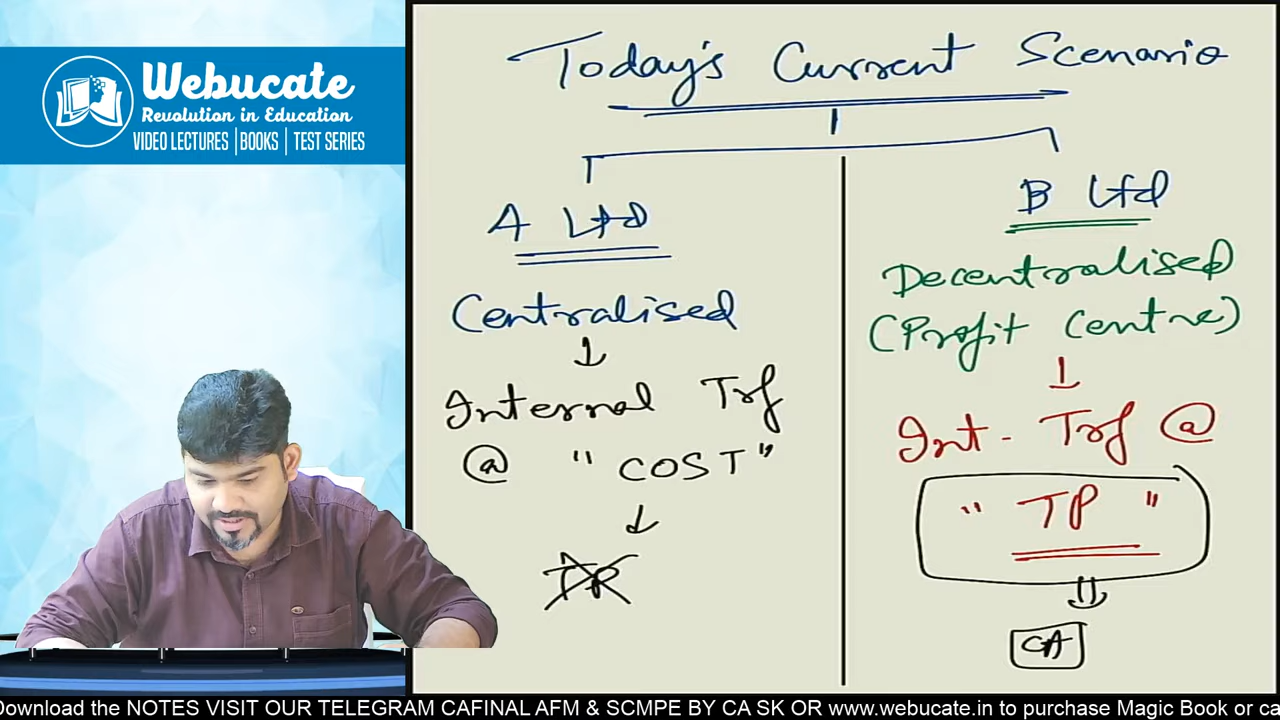 Webucate
Revolution in Education
VIDEO LECTURES | BOOKS | TEST SERIES
Today's Current Scenario
A Ltd
Centralised
↓
Internal Trf
@ "COST"
↓
TP
B Ltd
Decentralised
(Profit Centre)
↓
Int- Trf @
"TP"
⇓
CA
Download the NOTES VISIT OUR TELEGRAM CAFINAL AFM & SCMPE BY CA SK OR www.webucate.in to purchase Magic Book or ca